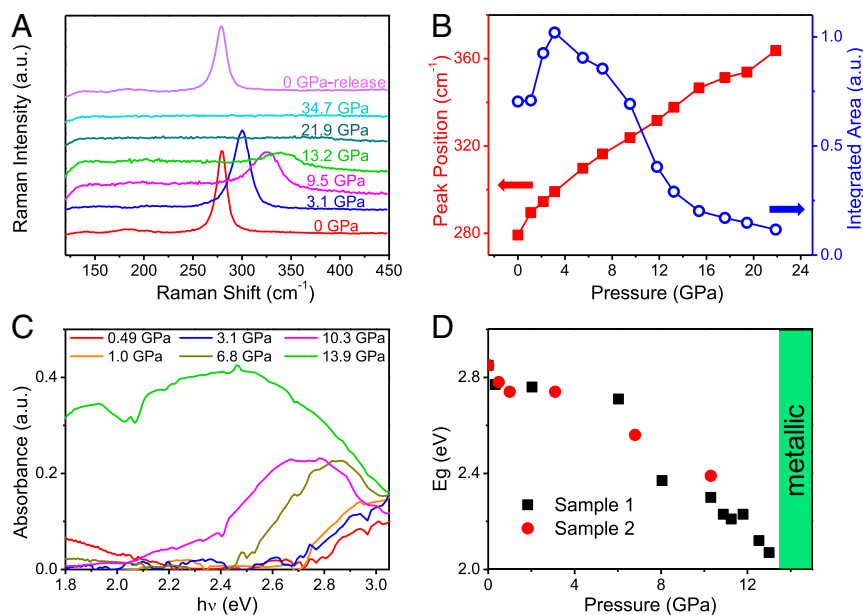 A
Raman Intensity (a.u.)
0 GPa-release
34.7 GPa
21.9 GPa
13.2 GPa
9.5 GPa
3.1 GPa
0 GPa
150 200 250 300 350 400 450
Raman Shift (cm⁻¹)
B
Peak Position (cm⁻¹)
360
320
280
0 4 8 12 16 20 24
Pressure (GPa)
1.0
0.5
0.0
Integrated Area (a.u.)
C
Absorbance (a.u.)
0.49 GPa 3.1 GPa 10.3 GPa
1.0 GPa 6.8 GPa 13.9 GPa
0.4
0.2
0.0
1.8 2.0 2.2 2.4 2.6 2.8 3.0
hν (eV)
D
Eg (eV)
2.8
2.4
2.0
Sample 1
Sample 2
metallic
0 4 8 12
Pressure (GPa)